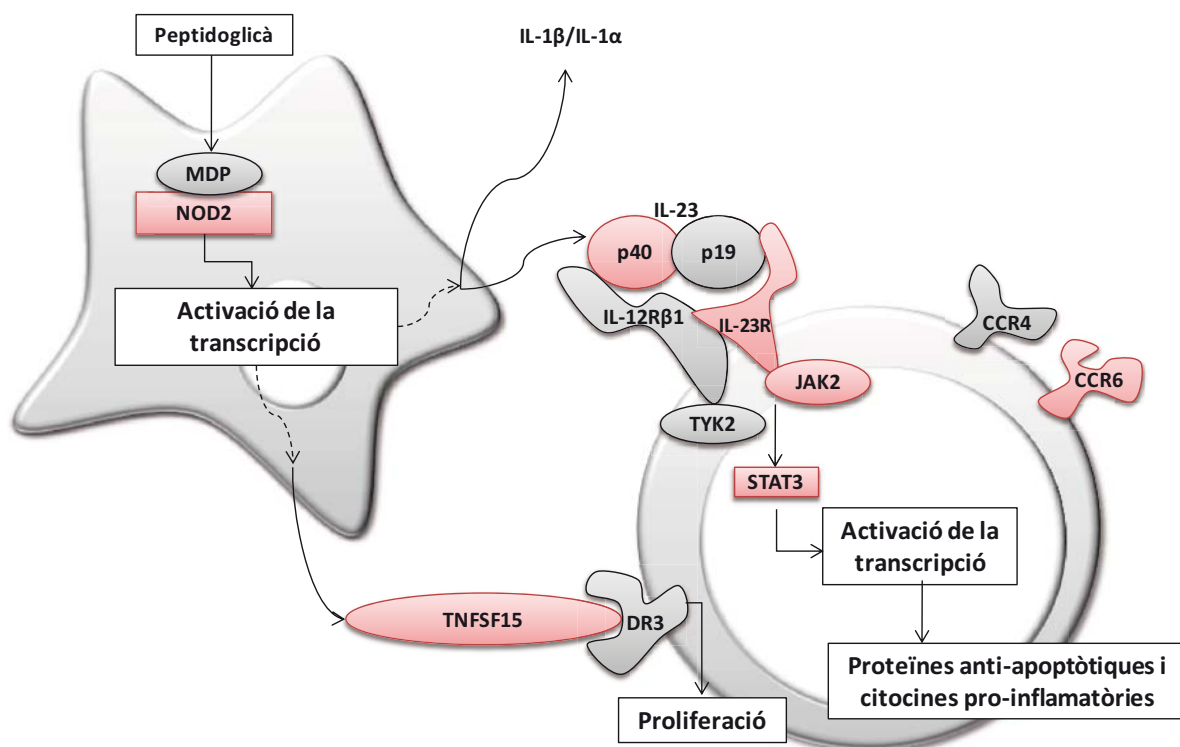 Peptidoglicà
IL-1β/IL-1α
MDP
NOD2
Activació de la
transcripció
IL-23
p40
p19
IL-12Rβ1
IL-23R
CCR4
CCR6
JAK2
TYK2
STAT3
Activació de la
transcripció
TNFSF15
DR3
Proteïnes anti-apoptòtiques i
citocines pro-inflamatòries
Proliferació